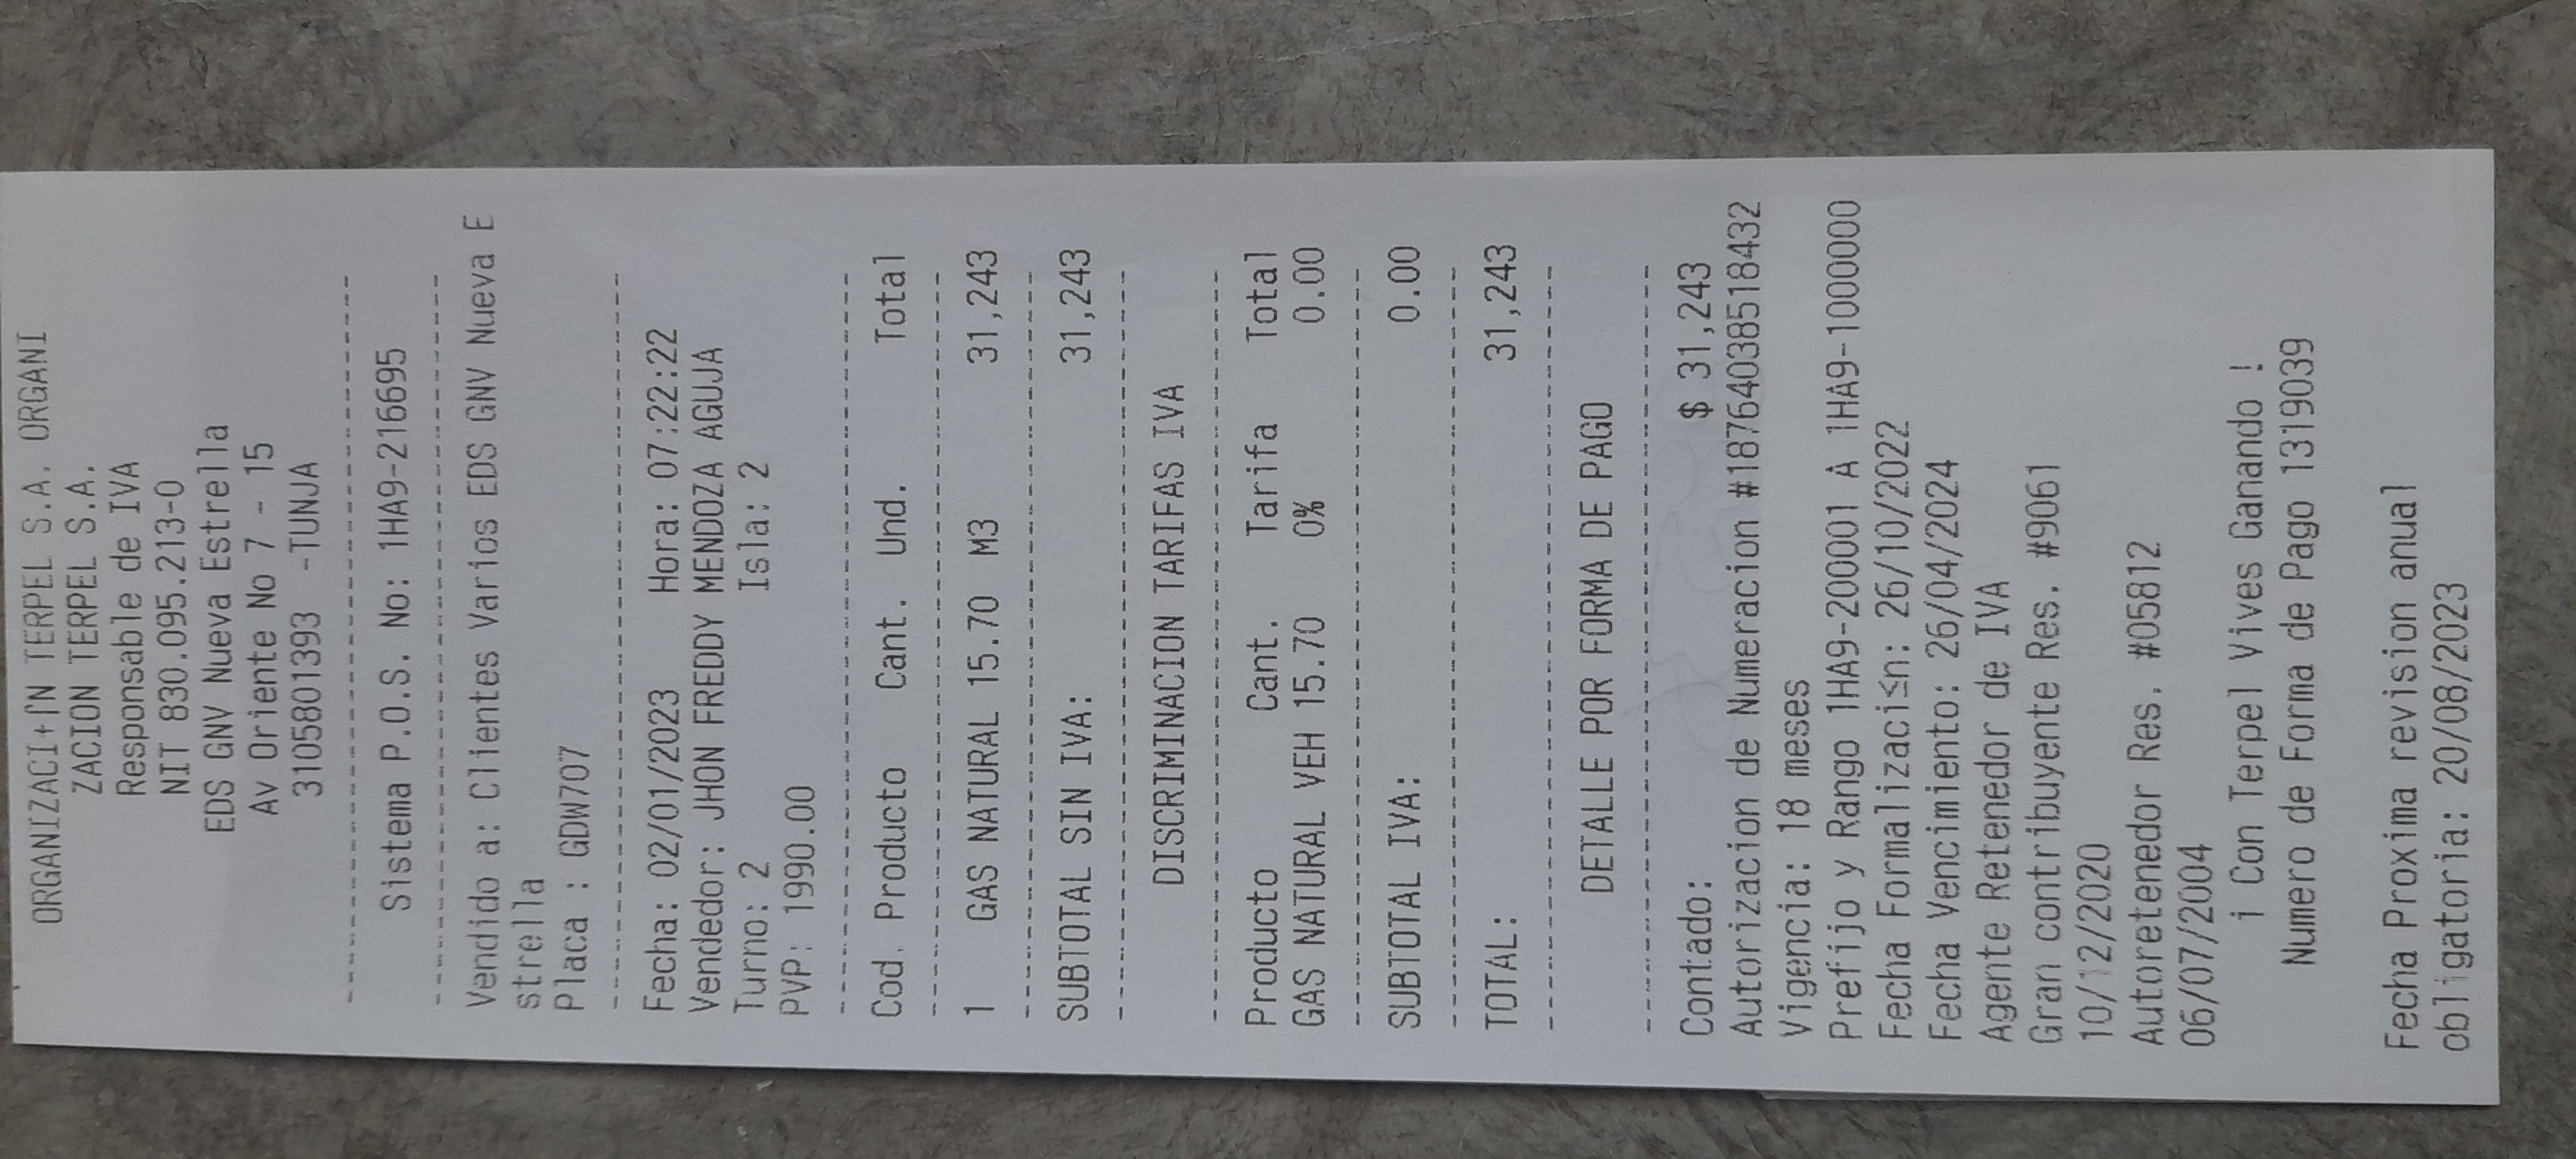 ORGANIZACI+fN TERPEL S.A. ORGANI
ZACION TERPEL S.A.
Responsable de IVA
NIT 830.095.213-0
EDS GNV Nueva Estrella
Av Oriente No 7 - 15
3105801393 -TUNJA
Sistema P.O.S. No: 1HA9-216695
Vendido a: Clientes Varios EDS GNV Nueva E
strella
Placa : GDW707
Fecha: 02/01/2023 Hora: 07:22:22
Vendedor: JHON FREDDY MENDOZA AGUJA
Turno: 2 Isla: 2
PVP: 1990.00
Cod. Producto Cant. Und. Total
1 GAS NATURAL 15.70 M3 31,243
SUBTOTAL SIN IVA: 31,243
DISCRIMINACION TARIFAS IVA
Producto Cant. Tarifa Total
GAS NATURAL VEH 15.70 0% 0.00
SUBTOTAL IVA: 0.00
TOTAL: 31,243
DETALLE POR FORMA DE PAGO
Contado: $ 31,243
Autorizacion de Numeracion #18764038518432
Vigencia: 18 meses
Prefijo y Rango 1HA9-200001 A 1HA9-1000000
Fecha Formalizaci≤n: 26/10/2022
Fecha Vencimiento: 26/04/2024
Agente Retenedor de IVA
Gran contribuyente Res. #9061
10/12/2020
Autoretenedor Res. #05812
06/07/2004
¡ Con Terpel Vives Ganando !
Numero de Forma de Pago 1319039
Fecha Proxima revision anual
obligatoria: 20/08/2023